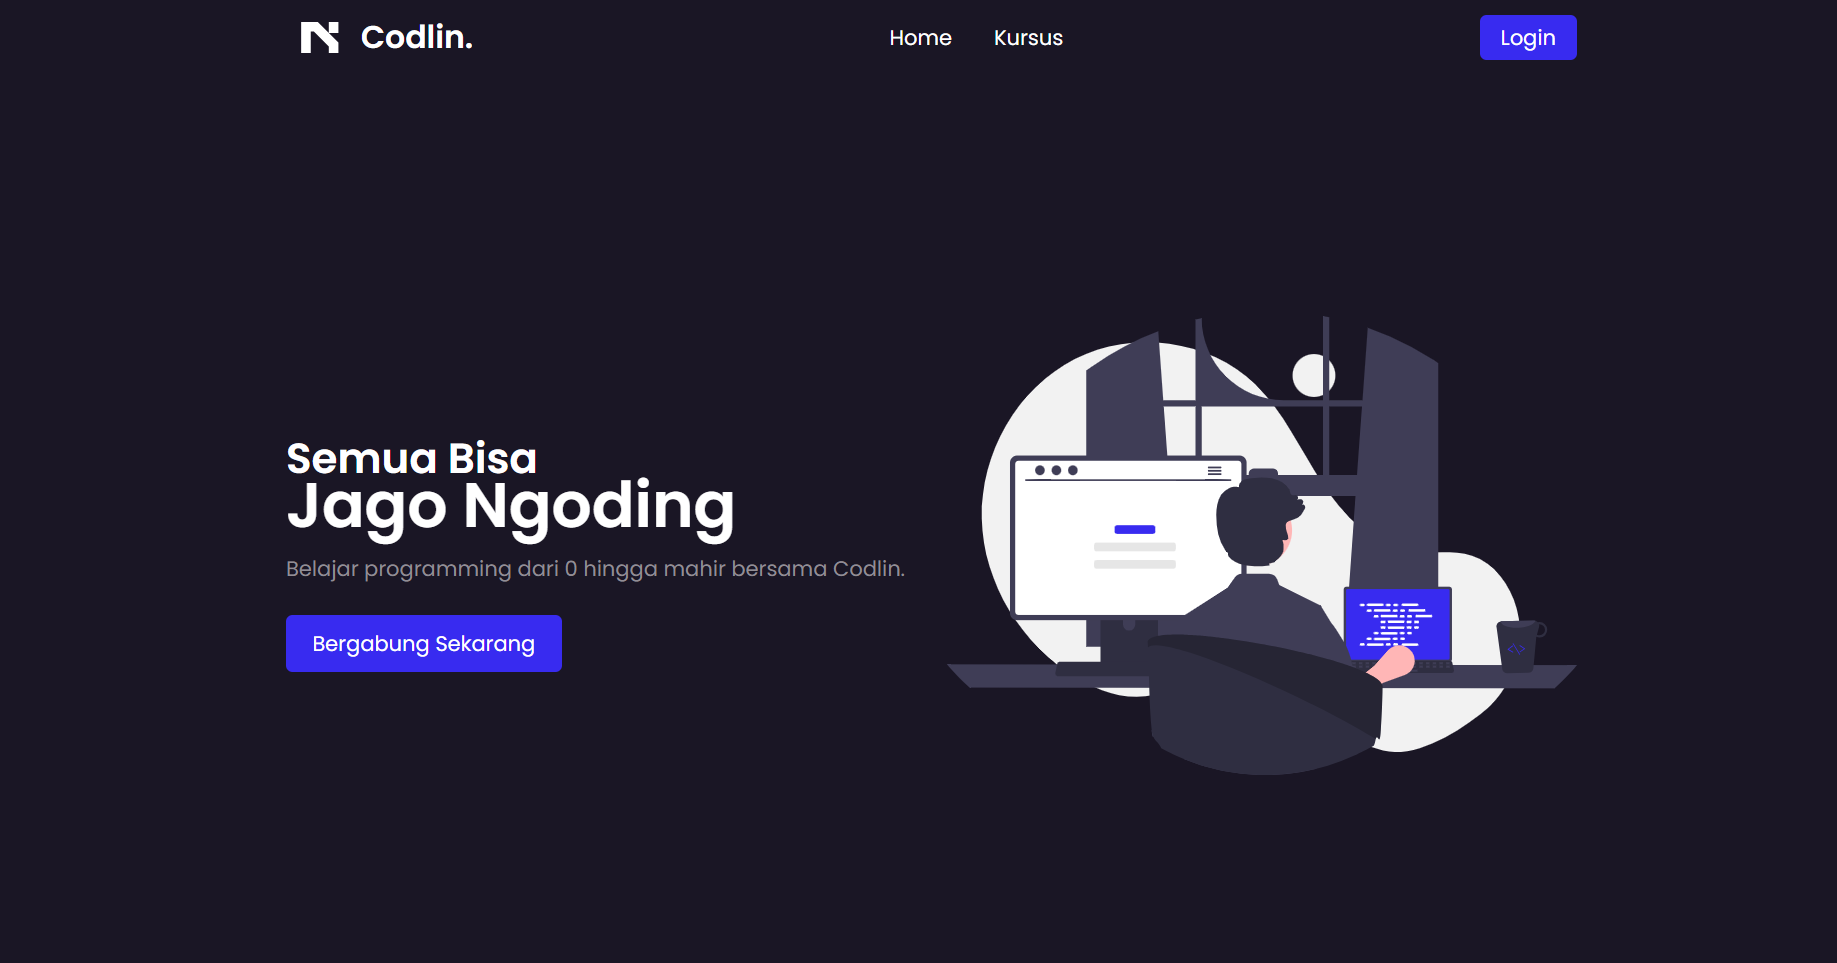 Codlin.
Home
Kursus
Login
Semua Bisa
Jago Ngoding
Belajar programming dari 0 hingga mahir bersama Codlin.
Bergabung Sekarang